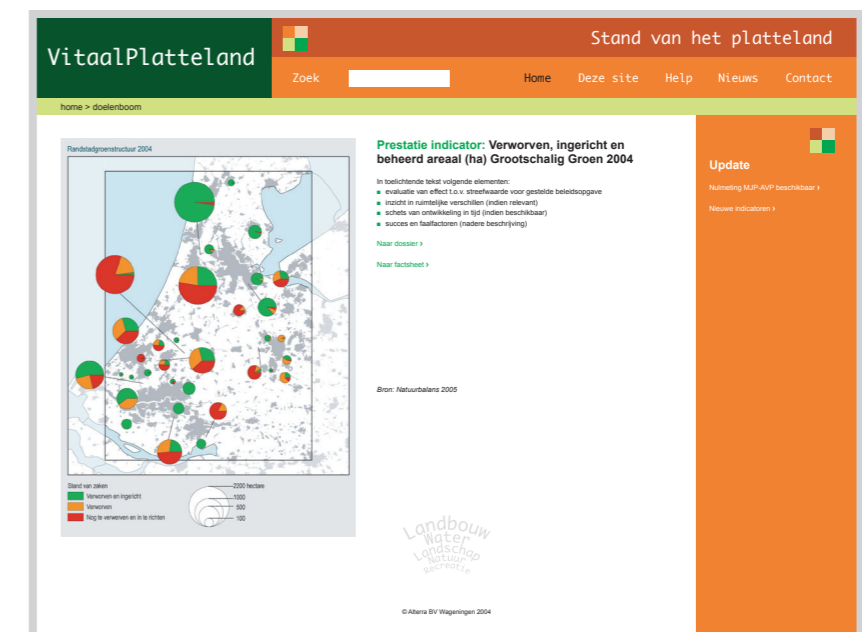 VitaalPlatteland
Stand van het platteland
Zoek
Home Deze site Help Nieuws Contact
home > doelenboom
Randstadgroenstructuur 2004
Stand van zaken
Verworven en ingericht
Verworven
Nog te verwerven en in te richten
2200 hectare
1000
500
100
Prestatie indicator: Verworven, ingericht en
beheerd areaal (ha) Grootschalig Groen 2004
In toelichtende tekst volgende elementen:
evaluatie van effect t.o.v. streefwaarde voor gestelde beleidsopgave
inzicht in ruimtelijke verschillen (indien relevant)
schets van ontwikkeling in tijd (indien beschikbaar)
succes en faalfactoren (nadere beschrijving)
Naar dossier ›
Naar factsheet ›
Bron: Natuurbalans 2005
Landbouw
Water
Landschap
Natuur
Recreatie
© Alterra BV Wageningen 2004
Update
Nulmeting MJP-AVP beschikbaar ›
Nieuwe indicatoren ›